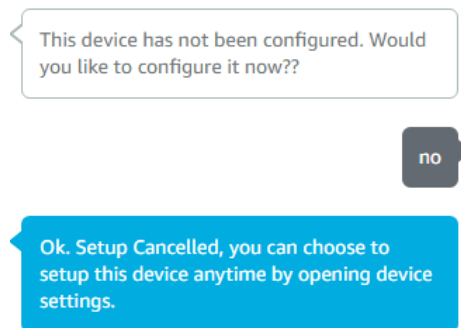 This device has not been configured. Would
you like to configure it now??
no
Ok. Setup Cancelled, you can choose to
setup this device anytime by opening device
settings.